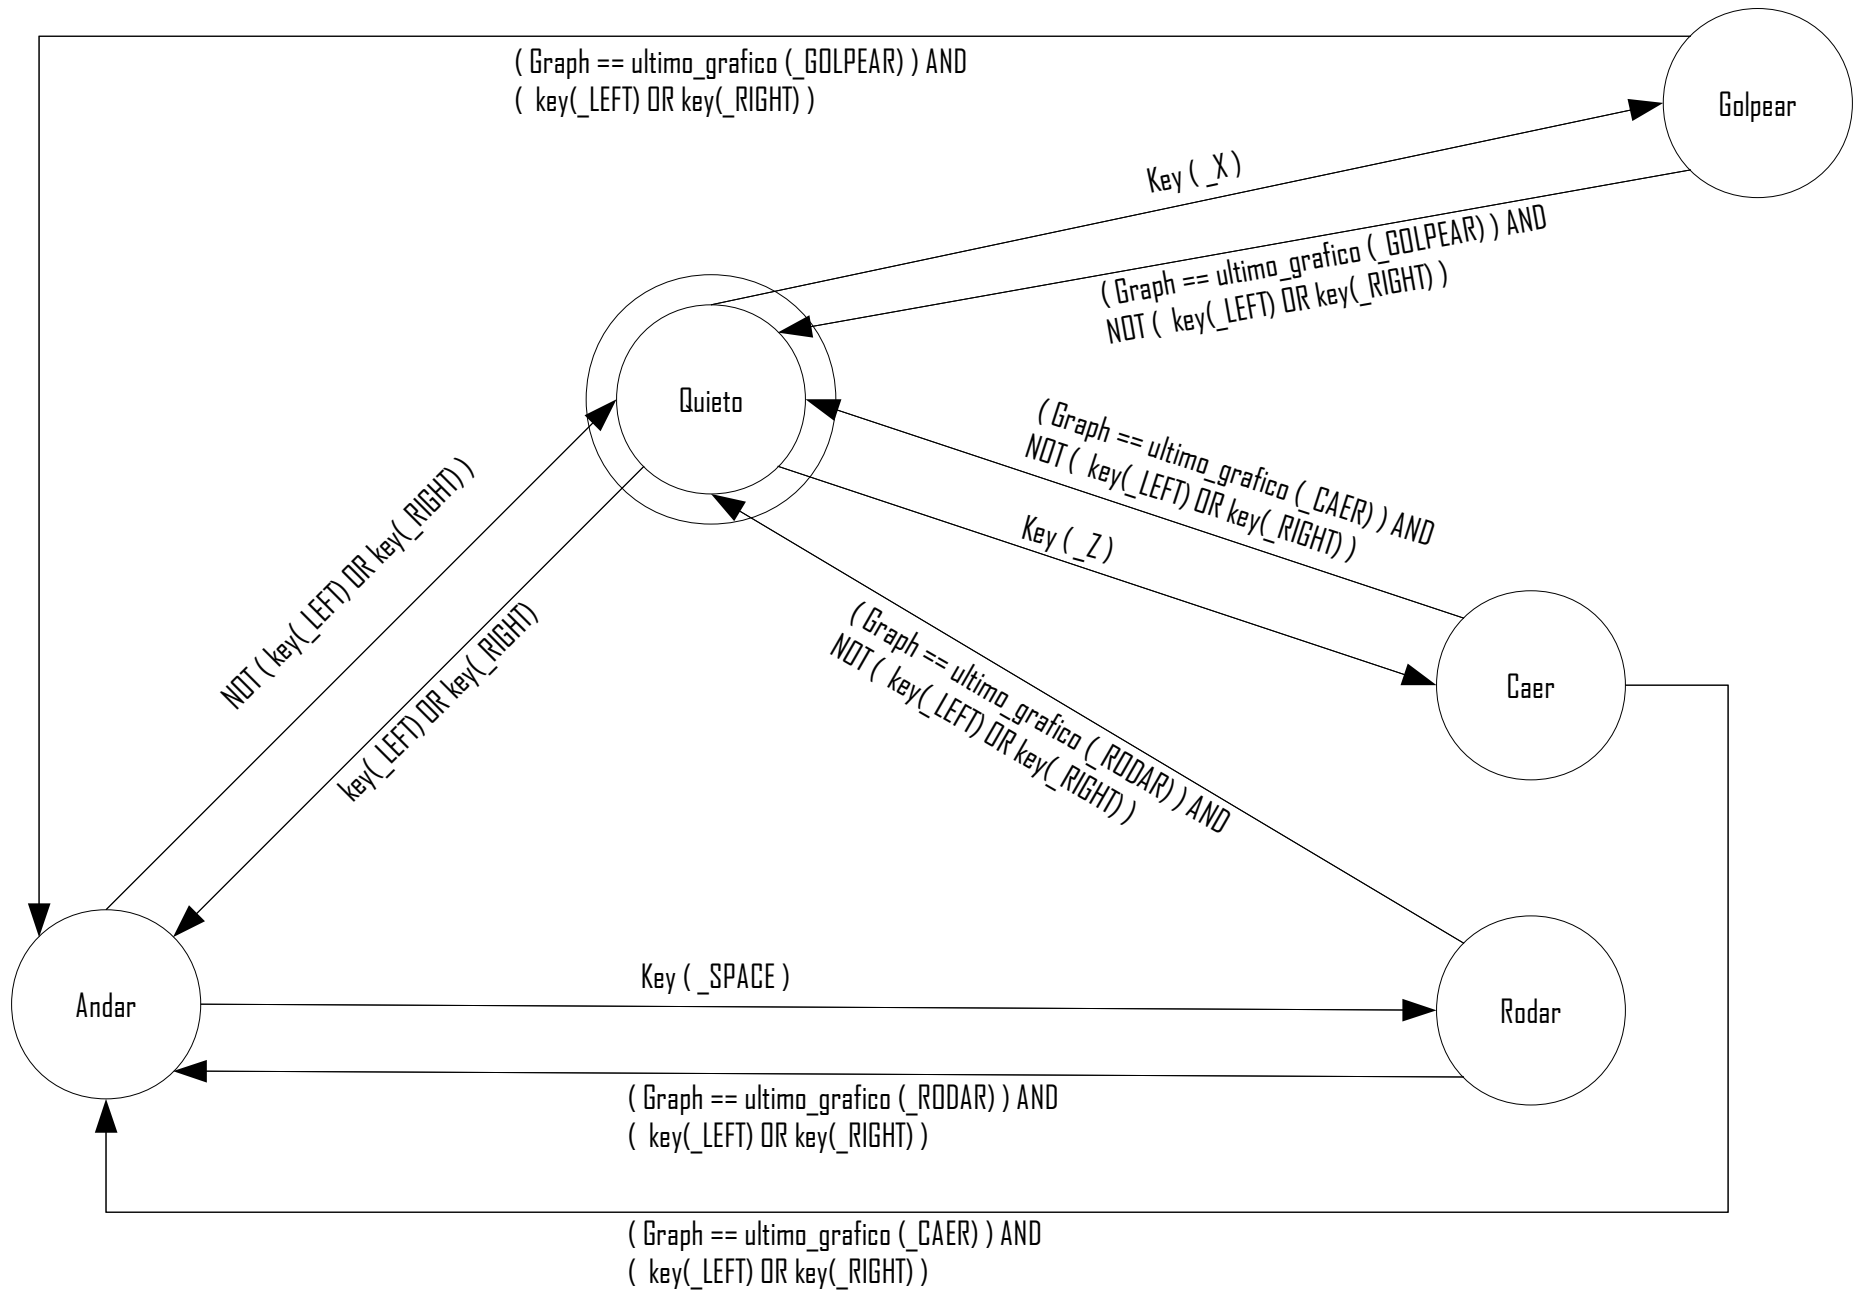 ( Graph == ultimo_grafico (_GOLPEAR) ) AND
( key(_LEFT) OR key(_RIGHT) )
Golpear
Key ( _X )
( Graph == ultimo_grafico (_GOLPEAR) ) AND
NOT ( key(_LEFT) OR key(_RIGHT) )
Quieto
( Graph == ultimo_grafico (_CAER) ) AND
NOT ( key(_LEFT) OR key(_RIGHT) )
Key ( _Z )
NOT ( key(_LEFT) OR key(_RIGHT) )
key(_LEFT) OR key(_RIGHT)
( Graph == ultimo_grafico (_RODAR) ) AND
NOT ( key(_LEFT) OR key(_RIGHT) )
Caer
Key ( _SPACE )
Andar
Rodar
( Graph == ultimo_grafico (_RODAR) ) AND
( key(_LEFT) OR key(_RIGHT) )
( Graph == ultimo_grafico (_CAER) ) AND
( key(_LEFT) OR key(_RIGHT) )